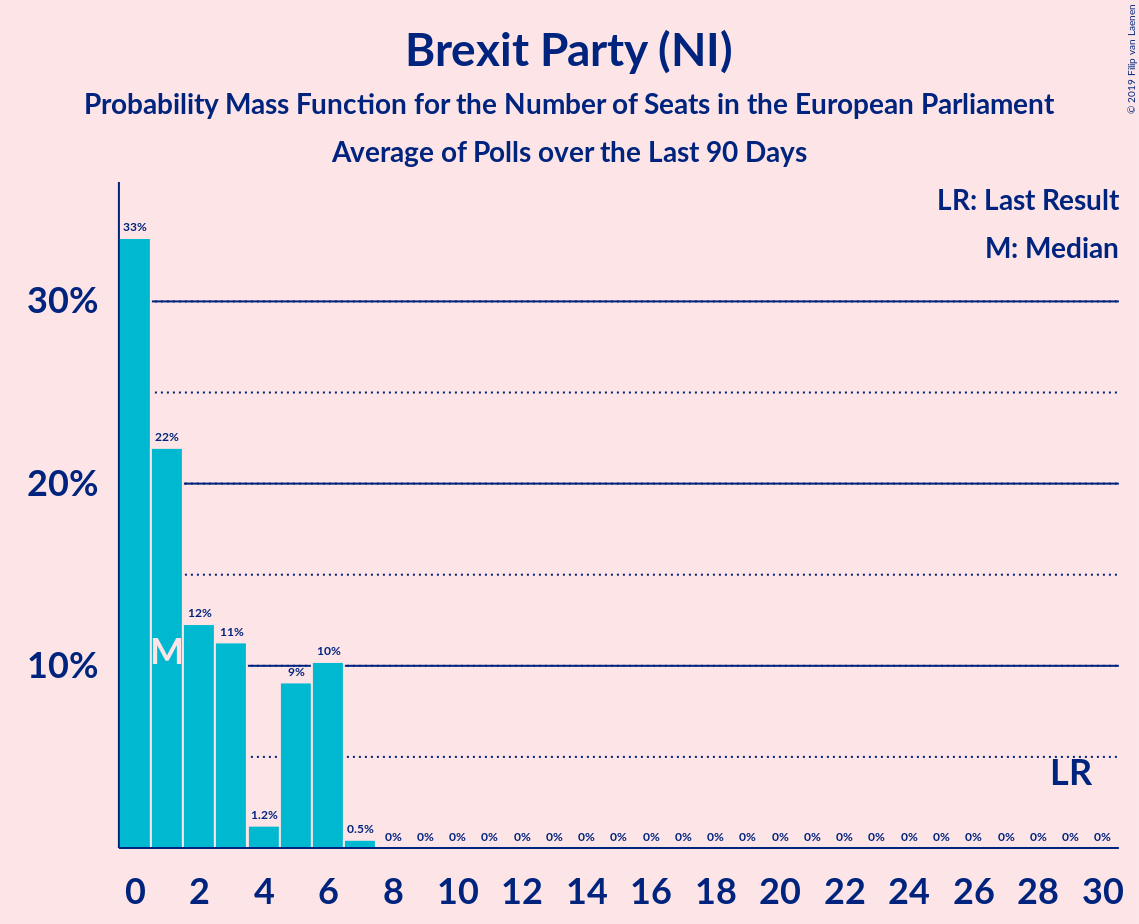 Brexit Party (NI)
Probability Mass Function for the Number of Seats in the European Parliament
Average of Polls over the Last 90 Days
© 2019 Filip van Laenen
LR: Last Result
M: Median
30%
20%
10%
33%
22%
12%
11%
1.2%
9%
10%
0.5%
0% 0% 0% 0% 0% 0% 0% 0% 0% 0% 0% 0% 0% 0% 0% 0% 0% 0% 0% 0% 0% 0% 0%
M
LR
0 2 4 6 8 10 12 14 16 18 20 22 24 26 28 30